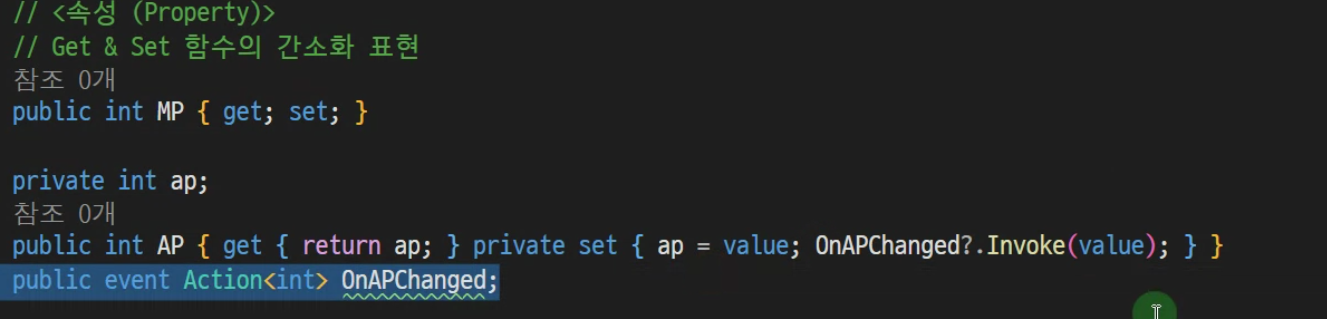 // <속성 (Property)>
// Get & Set 함수의 간소화 표현
참조 0개
public int MP { get; set; }
private int ap;
참조 0개
public int AP { get { return ap; } private set { ap = value; OnAPChanged?.Invoke(value); } }
public event Action<int> OnAPChanged;